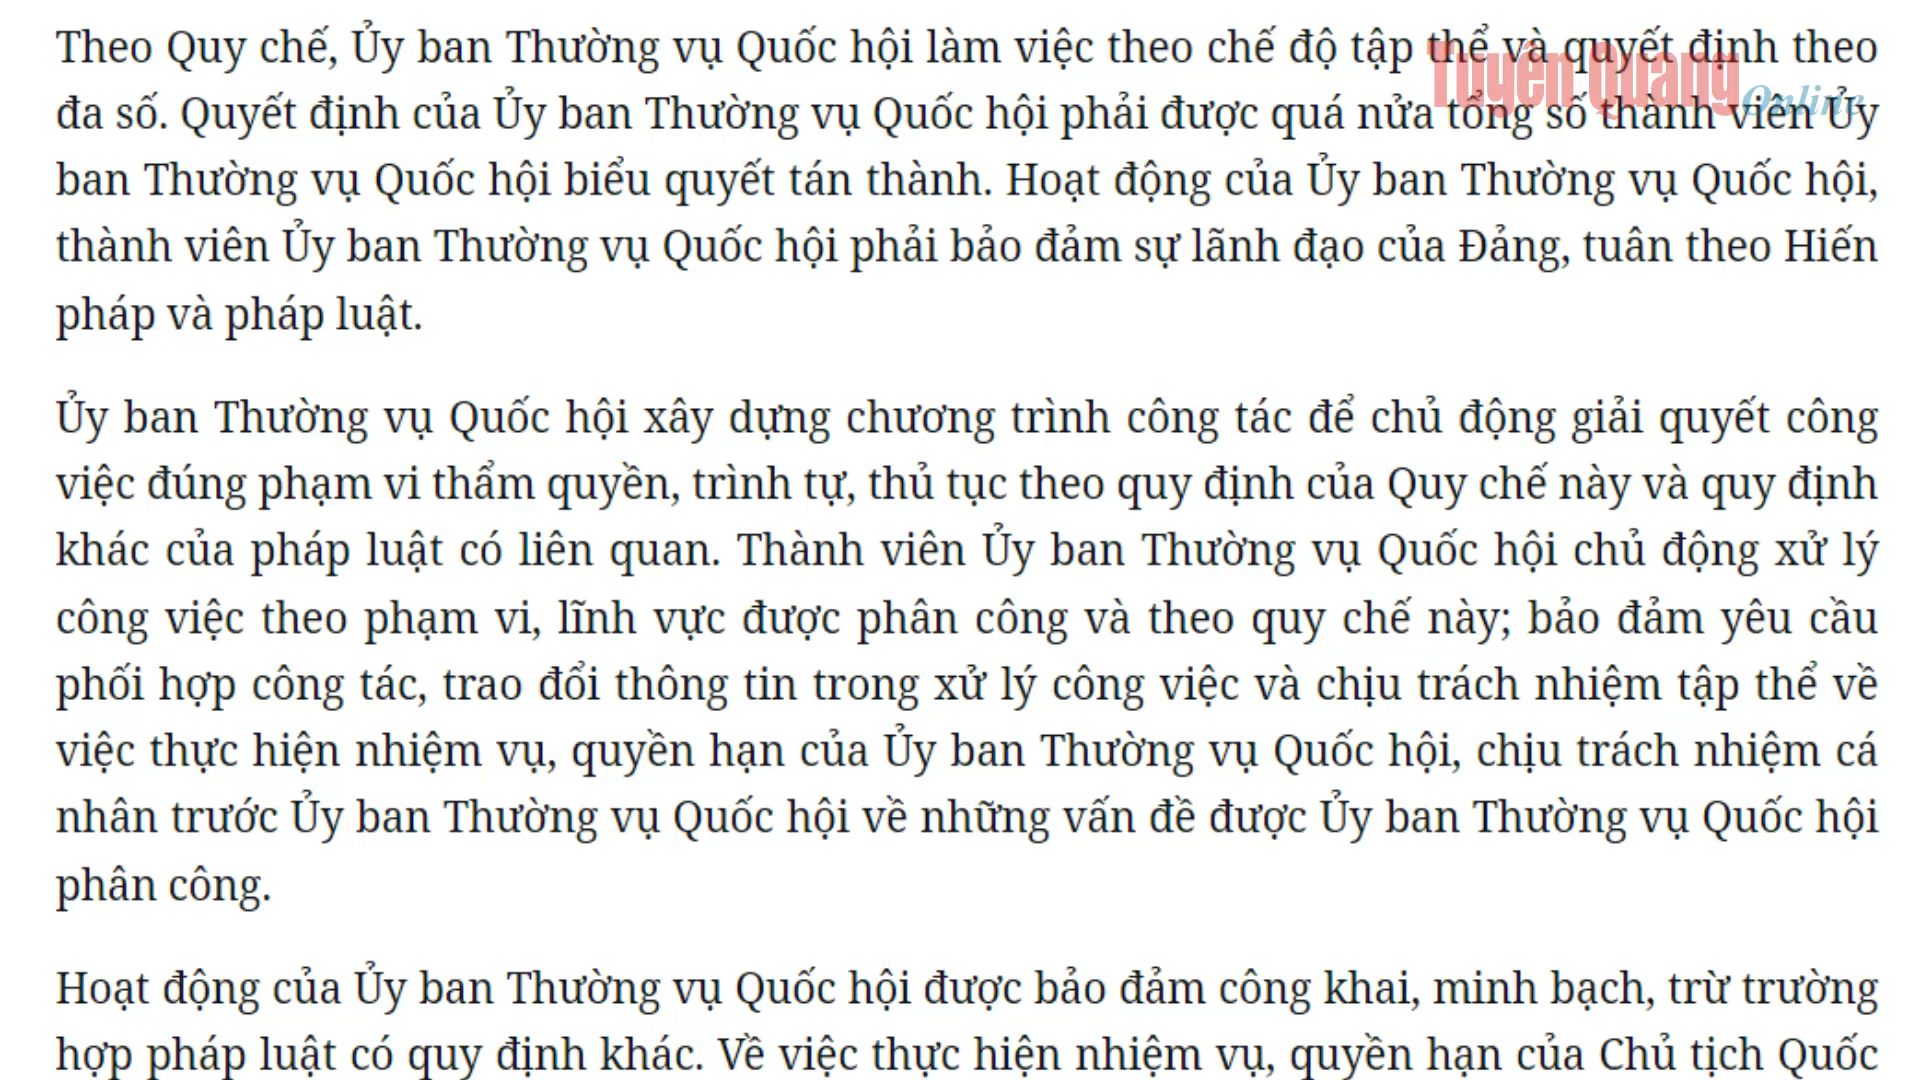 Theo Quy chế, Ủy ban Thường vụ Quốc hội làm việc theo chế độ tập thể và quyết định theo
đa số. Quyết định của Ủy ban Thường vụ Quốc hội phải được quá nửa tổng số thành viên Ủy
ban Thường vụ Quốc hội biểu quyết tán thành. Hoạt động của Ủy ban Thường vụ Quốc hội,
thành viên Ủy ban Thường vụ Quốc hội phải bảo đảm sự lãnh đạo của Đảng, tuân theo Hiến
pháp và pháp luật.
Tuyên Quang Online
Ủy ban Thường vụ Quốc hội xây dựng chương trình công tác để chủ động giải quyết công
việc đúng phạm vi thẩm quyền, trình tự, thủ tục theo quy định của Quy chế này và quy định
khác của pháp luật có liên quan. Thành viên Ủy ban Thường vụ Quốc hội chủ động xử lý
công việc theo phạm vi, lĩnh vực được phân công và theo quy chế này; bảo đảm yêu cầu
phối hợp công tác, trao đổi thông tin trong xử lý công việc và chịu trách nhiệm tập thể về
việc thực hiện nhiệm vụ, quyền hạn của Ủy ban Thường vụ Quốc hội, chịu trách nhiệm cá
nhân trước Ủy ban Thường vụ Quốc hội về những vấn đề được Ủy ban Thường vụ Quốc hội
phân công.
Hoạt động của Ủy ban Thường vụ Quốc hội được bảo đảm công khai, minh bạch, trừ trường
hợp pháp luật có quy định khác. Về việc thực hiện nhiệm vụ, quyền hạn của Chủ tịch Quốc